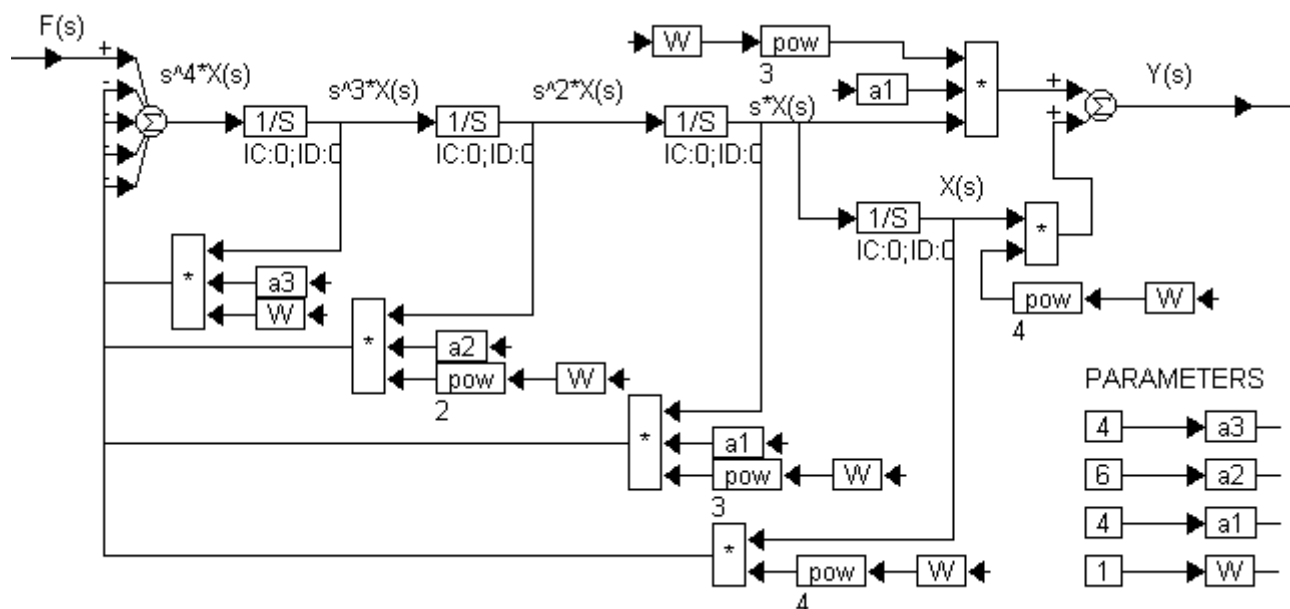 F(s)
+
-
-
-
-
Σ
s^4*X(s)
1/S
IC:0;ID:0
s^3*X(s)
1/S
IC:0;ID:0
s^2*X(s)
1/S
IC:0;ID:0
s*X(s)
W
pow
3
a1
*
+
+
Σ
Y(s)
X(s)
1/S
IC:0;ID:0
*
pow
4
W
*
a3
W
*
a2
pow
2
W
*
a1
pow
3
W
*
pow
4
W
PARAMETERS
4 a3
6 a2
4 a1
1 W